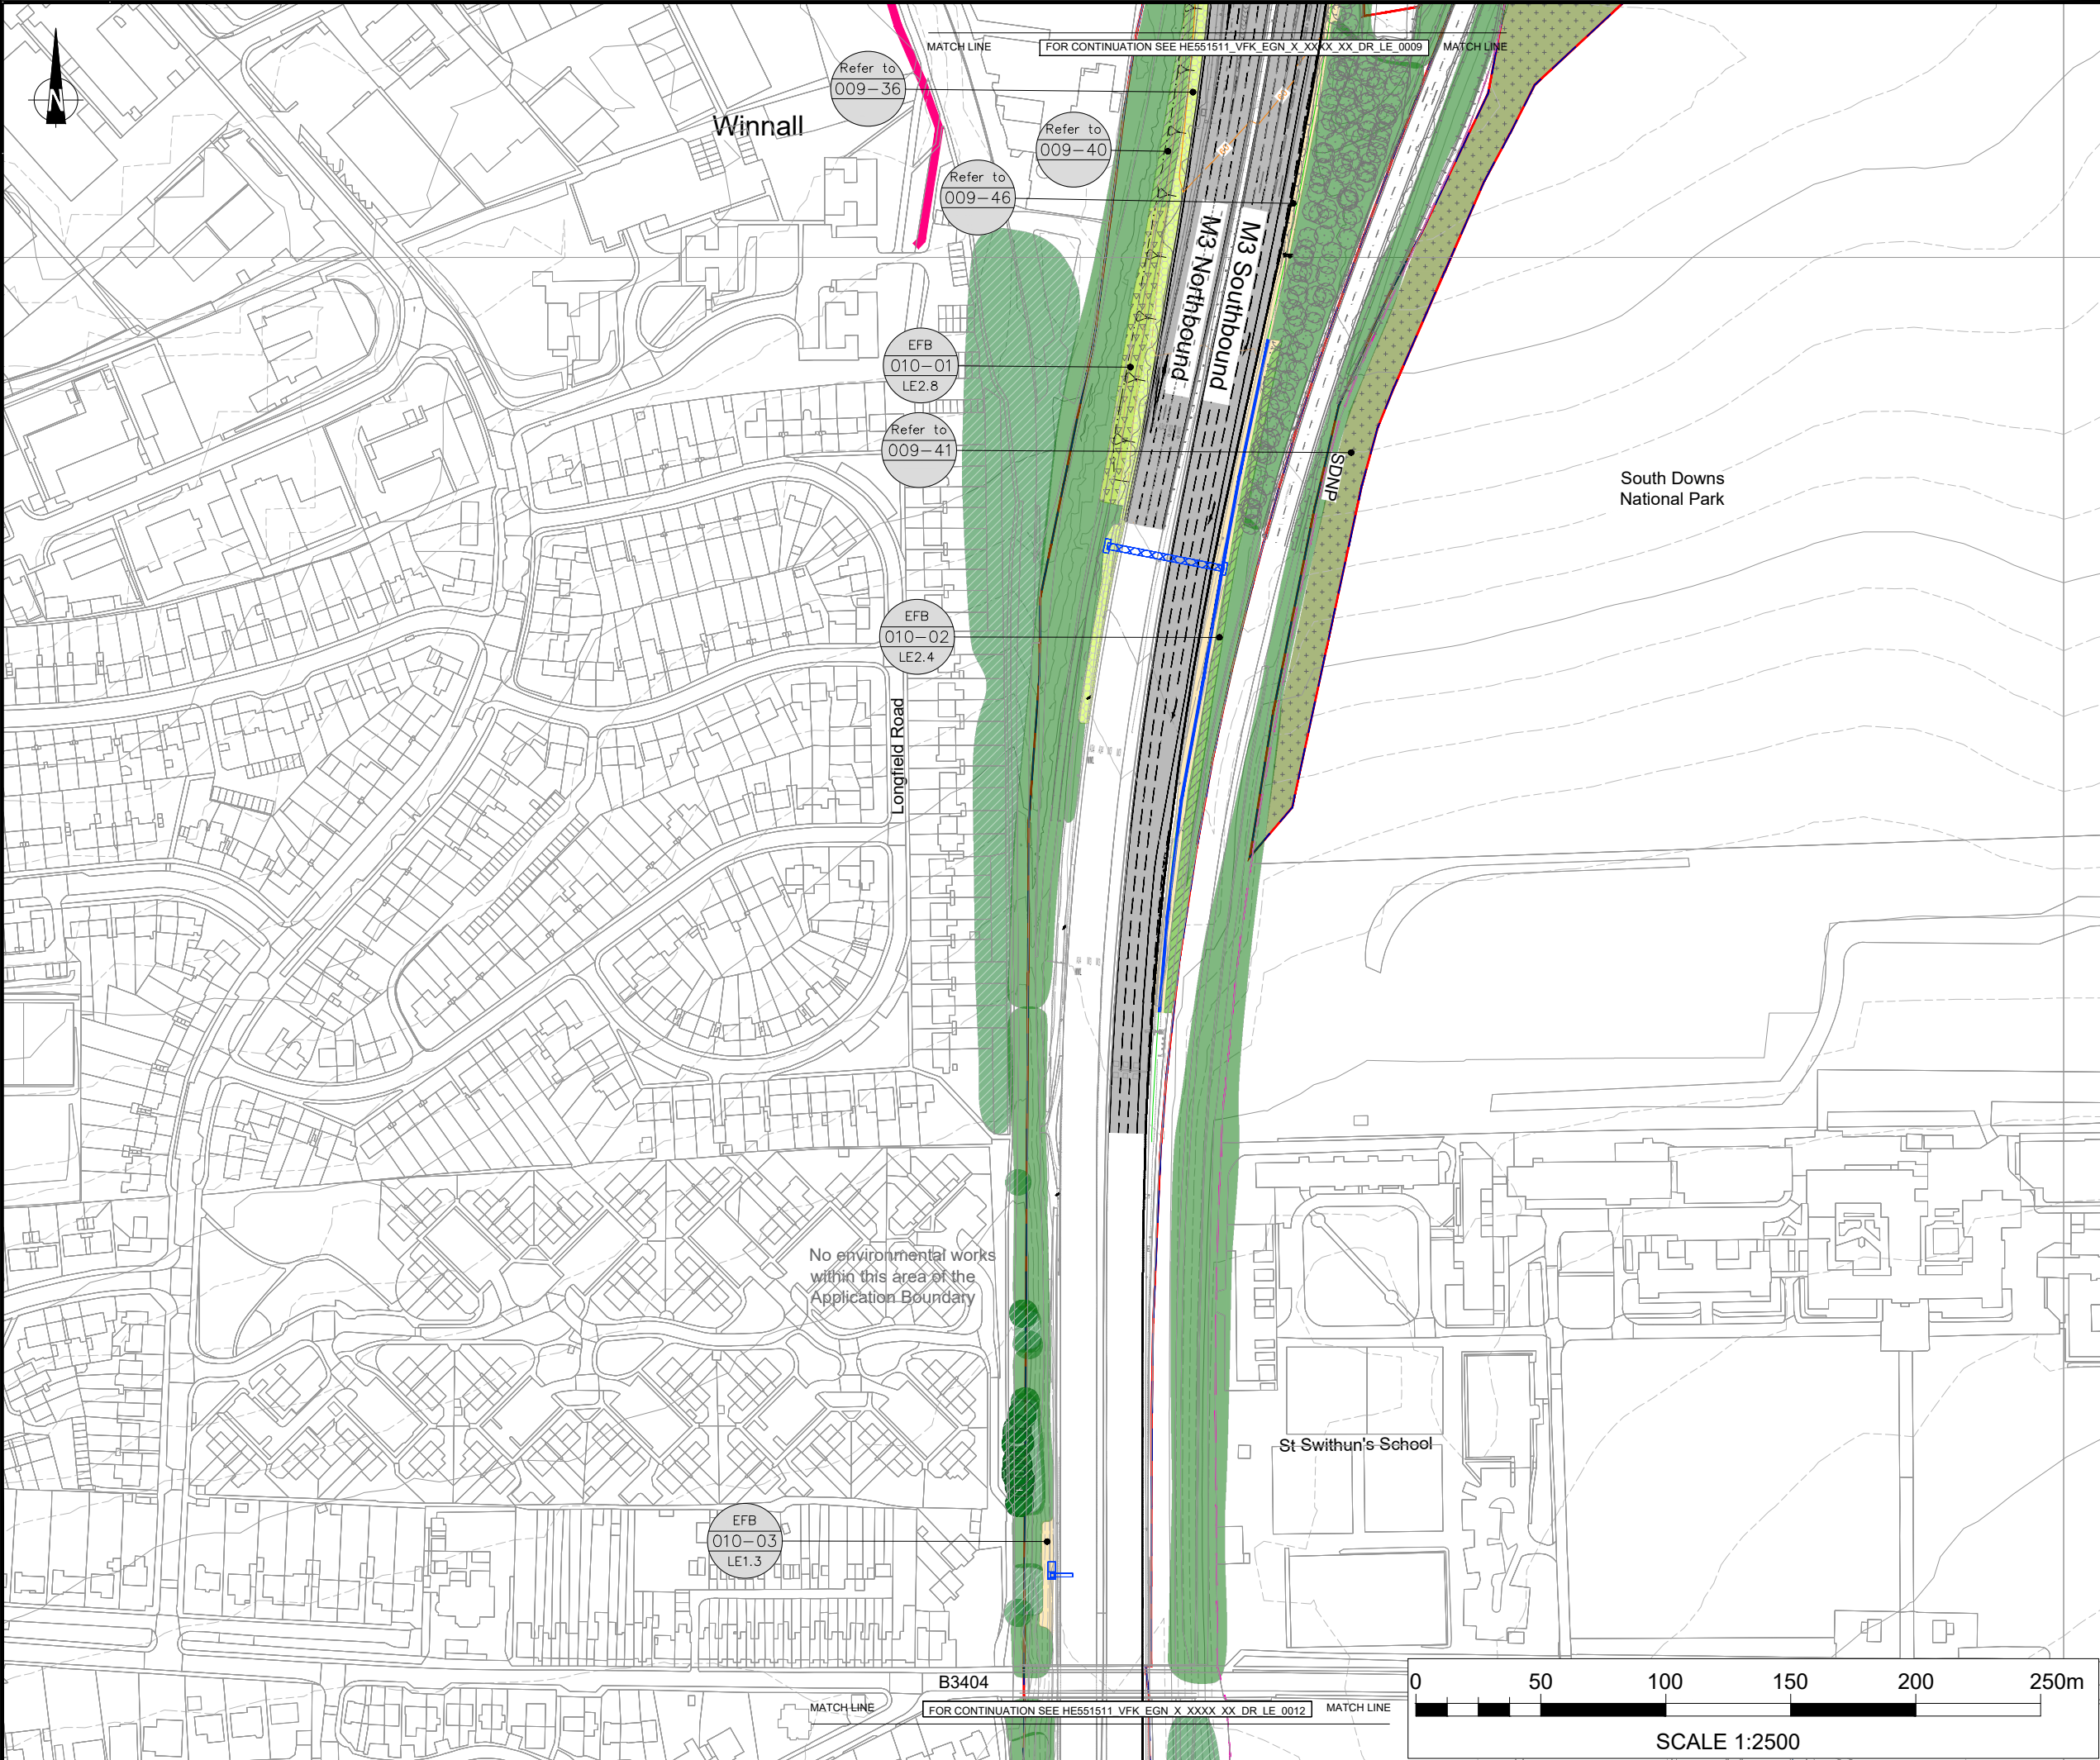 MATCH LINE
FOR CONTINUATION SEE HE551511_VFK_EGN_X_XXXX_XX_DR_LE_0009
MATCH LINE
N
Refer to
009-36
Winnall
Refer to
009-40
Refer to
009-46
M3 Northbound
M3 Southbound
EFB
010-01
LE2.8
Refer to
009-41
SDNP
South Downs
National Park
EFB
010-02
LE2.4
Longfield Road
No environmental works
within this area of the
Application Boundary
St Swithun's School
EFB
010-03
LE1.3
B3404
MATCH LINE
FOR CONTINUATION SEE HE551511_VFK_EGN_X_XXXX_XX_DR_LE_0012
MATCH LINE
0 50 100 150 200 250m
SCALE 1:2500